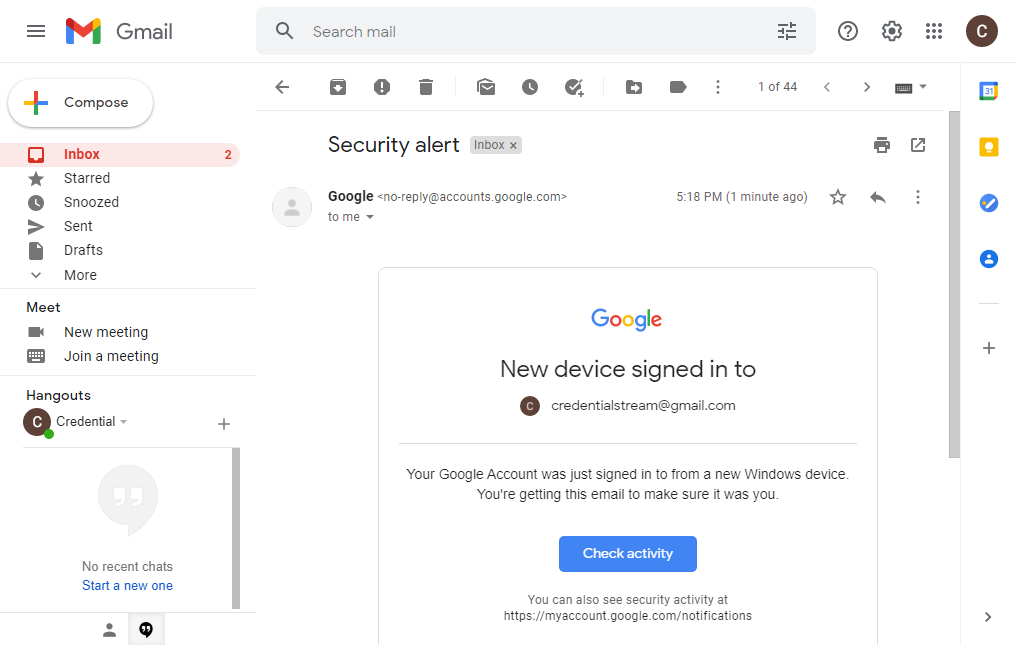 Gmail
Search mail
C
Compose
1 of 44
31
Inbox 2
Starred
Snoozed
Sent
Drafts
More
Meet
New meeting
Join a meeting
Hangouts
C Credential
No recent chats
Start a new one
Security alert Inbox ×
Google <no-reply@accounts.google.com> 5:18 PM (1 minute ago)
to me
Google
New device signed in to
C credentialstream@gmail.com
Your Google Account was just signed in to from a new Windows device.
You're getting this email to make sure it was you.
Check activity
You can also see security activity at
https://myaccount.google.com/notifications